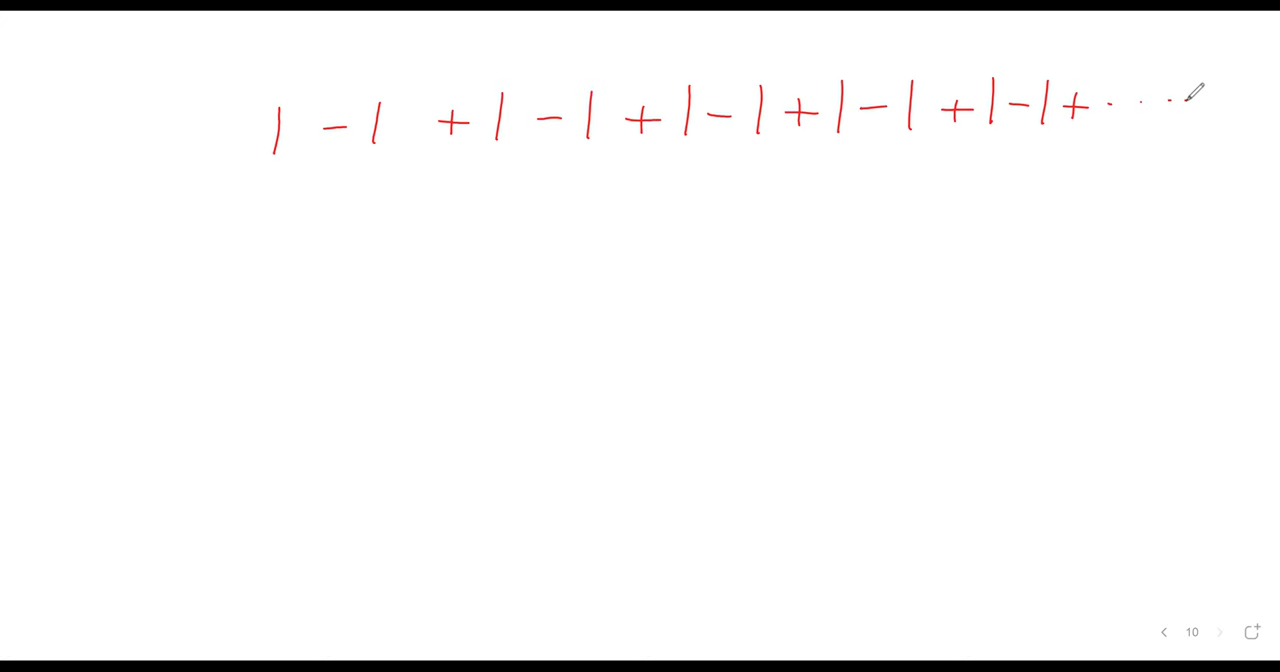 1 - 1 + 1 - 1 + 1 - 1 + 1 - 1 + 1 - 1 + .....
10